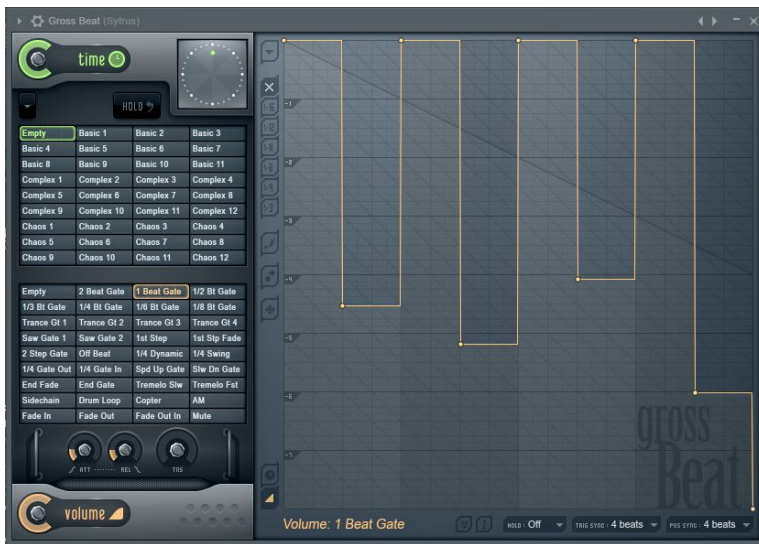 Gross Beat (Sytrus)
time
HOLD
Empty Basic 1 Basic 2 Basic 3
Basic 4 Basic 5 Basic 6 Basic 7
Basic 8 Basic 9 Basic 10 Basic 11
Complex 1 Complex 2 Complex 3 Complex 4
Complex 5 Complex 6 Complex 7 Complex 8
Complex 9 Complex 10 Complex 11 Complex 12
Chaos 1 Chaos 2 Chaos 3 Chaos 4
Chaos 5 Chaos 6 Chaos 7 Chaos 8
Chaos 9 Chaos 10 Chaos 11 Chaos 12
Empty 2 Beat Gate 1 Beat Gate 1/2 Bt Gate
1/3 Bt Gate 1/4 Bt Gate 1/6 Bt Gate 1/8 Bt Gate
Trance Gt 1 Trance Gt 2 Trance Gt 3 Trance Gt 4
Saw Gate 1 Saw Gate 2 1st Step 1st Stp Fade
2 Step Gate Off Beat 1/4 Dynamic 1/4 Swing
1/4 Gate Out 1/4 Gate In Spd Up Gate Slw Dn Gate
End Fade End Gate Tremelo Slw Tremelo Fst
Sidechain Drum Loop Copter AM
Fade In Fade Out Fade Out In Mute
ATT REL TNS
volume
-1
-2
-3
-4
-5
-6
-7
gross
Beat
Volume: 1 Beat Gate
HOLD: Off TRIG SYNC: 4 beats POS SYNC: 4 beats